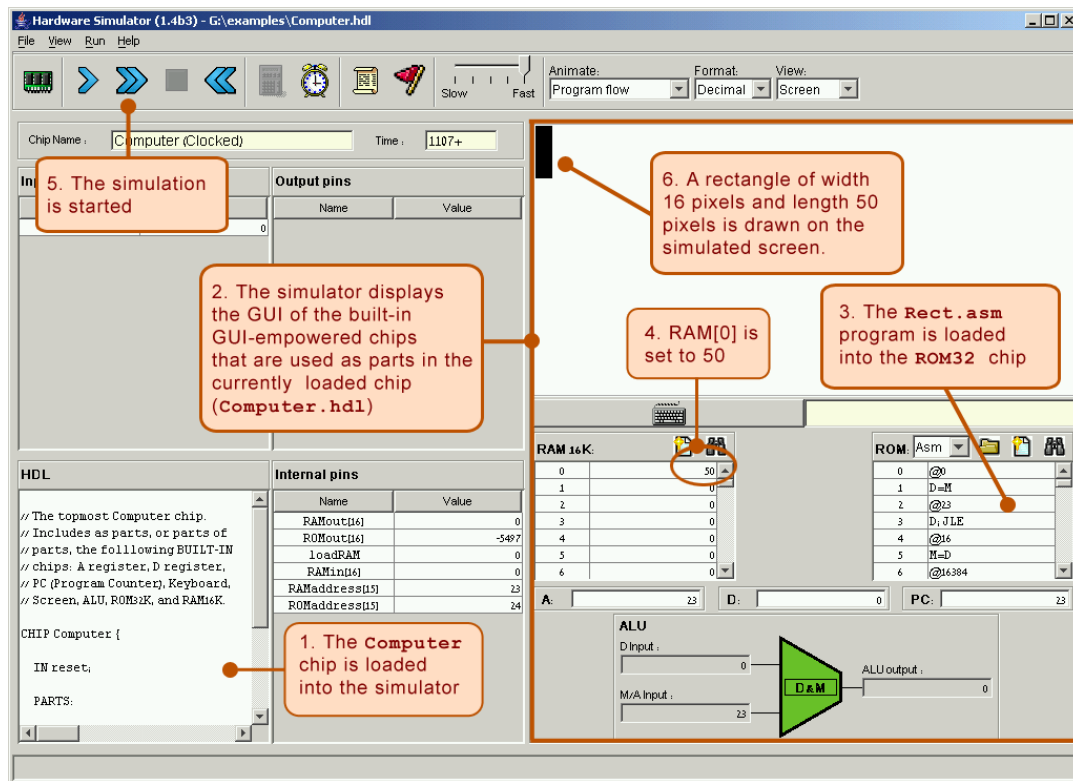 Hardware Simulator (1.4b3) - G:\examples\Computer.hdl
File View Run Help
Slow Fast
Animate:
Program flow
Format:
Decimal
View:
Screen
Chip Name : Computer (Clocked)
Time : 1107+
5. The simulation
is started
0
Output pins
Name Value
2. The simulator displays
the GUI of the built-in
GUI-empowered chips
that are used as parts in the
currently loaded chip
(Computer.hdl)
6. A rectangle of width
16 pixels and length 50
pixels is drawn on the
simulated screen.
4. RAM[0] is
set to 50
3. The Rect.asm
program is loaded
into the ROM32 chip
HDL
// The topmost Computer chip.
// Includes as parts, or parts of
// parts, the folllowing BUILT-IN
// chips: A register, D register,
// PC (Program Counter), Keyboard,
// Screen, ALU, ROM32K, and RAM16K.
CHIP Computer {
IN reset;
PARTS:
Internal pins
Name Value
RAMout[16] 0
ROMout[16] -5497
loadRAM 0
RAMin[16] 0
RAMaddress[15] 23
ROMaddress[15] 24
1. The Computer
chip is loaded
into the simulator
RAM 16K:
0 50
1 0
2 0
3 0
4 0
5 0
6 0
ROM: Asm
0 @0
1 D=M
2 @23
3 D;JLE
4 @16
5 M=D
6 @16384
A: 23
D: 0
PC: 23
ALU
D Input :
0
M/A Input :
23
D&M
ALU output :
0